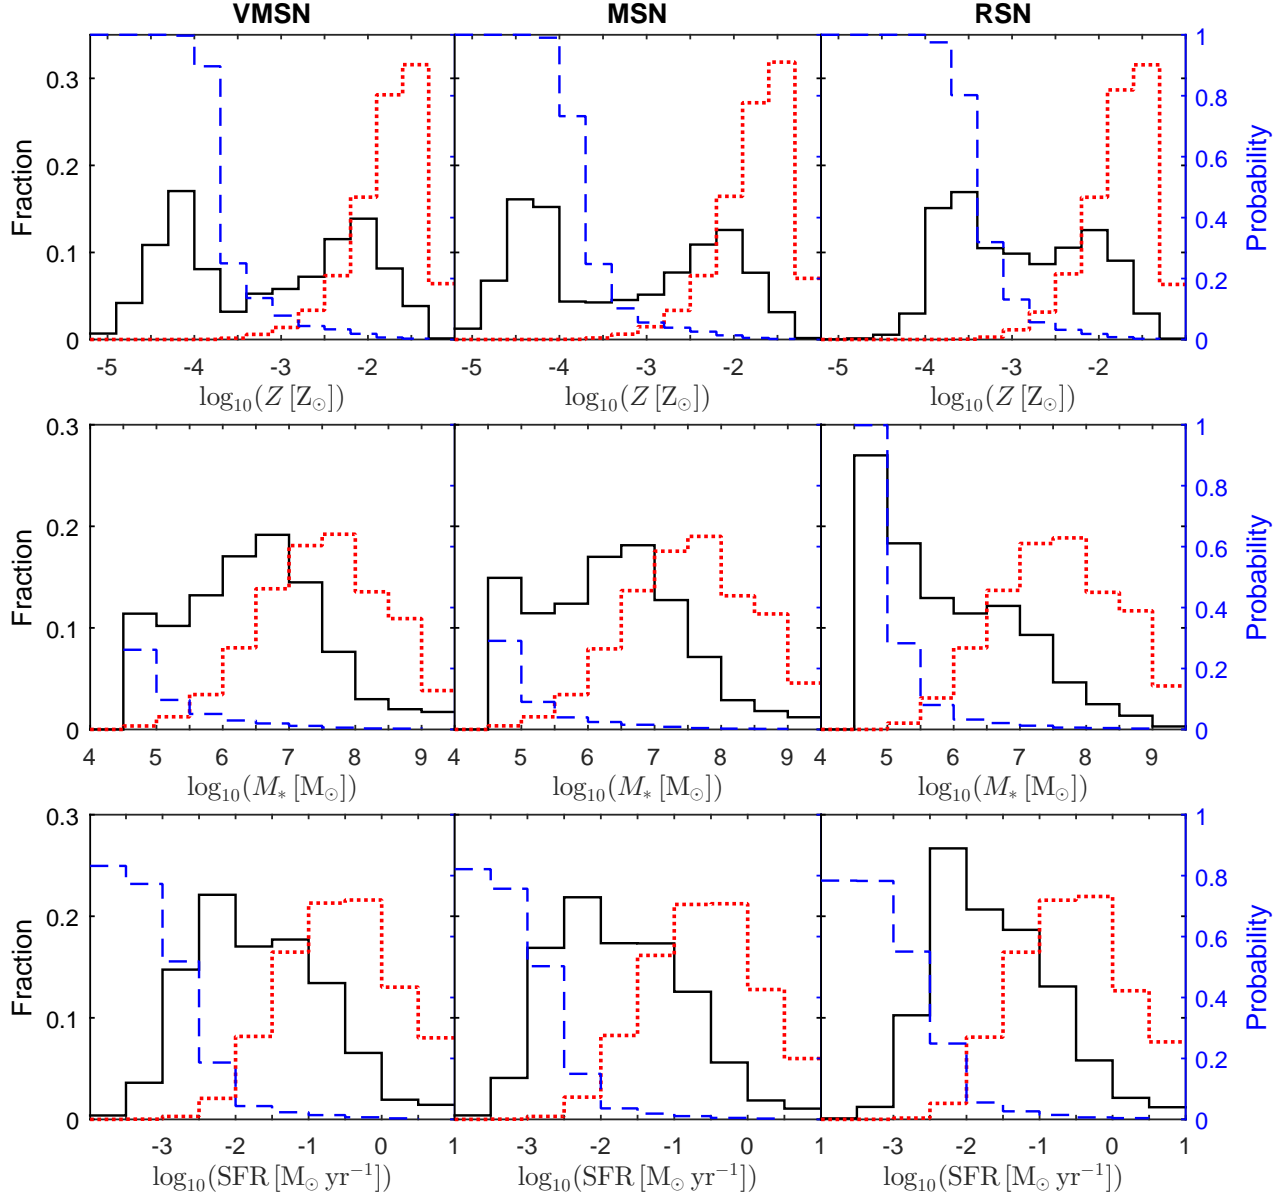 VMSN MSN RSN
0.3 1
0.8
0.2 0.6
Fraction Probability
0.4
0.1
0.2
0 0
-5 -4 -3 -2 -5 -4 -3 -2 -5 -4 -3 -2
log₁₀(Z [Z⊙]) log₁₀(Z [Z⊙]) log₁₀(Z [Z⊙])
0.3 1
0.8
0.2 0.6
Fraction Probability
0.4
0.1
0.2
0 0
4 5 6 7 8 9 4 5 6 7 8 9 4 5 6 7 8 9
log₁₀(M∗ [M⊙]) log₁₀(M∗ [M⊙]) log₁₀(M∗ [M⊙])
0.3 1
0.8
0.2 0.6
Fraction Probability
0.4
0.1
0.2
0 0
-3 -2 -1 0 1 -3 -2 -1 0 1 -3 -2 -1 0 1
log₁₀(SFR [M⊙ yr⁻¹) log₁₀(SFR [M⊙ yr⁻¹) log₁₀(SFR [M⊙ yr⁻¹)